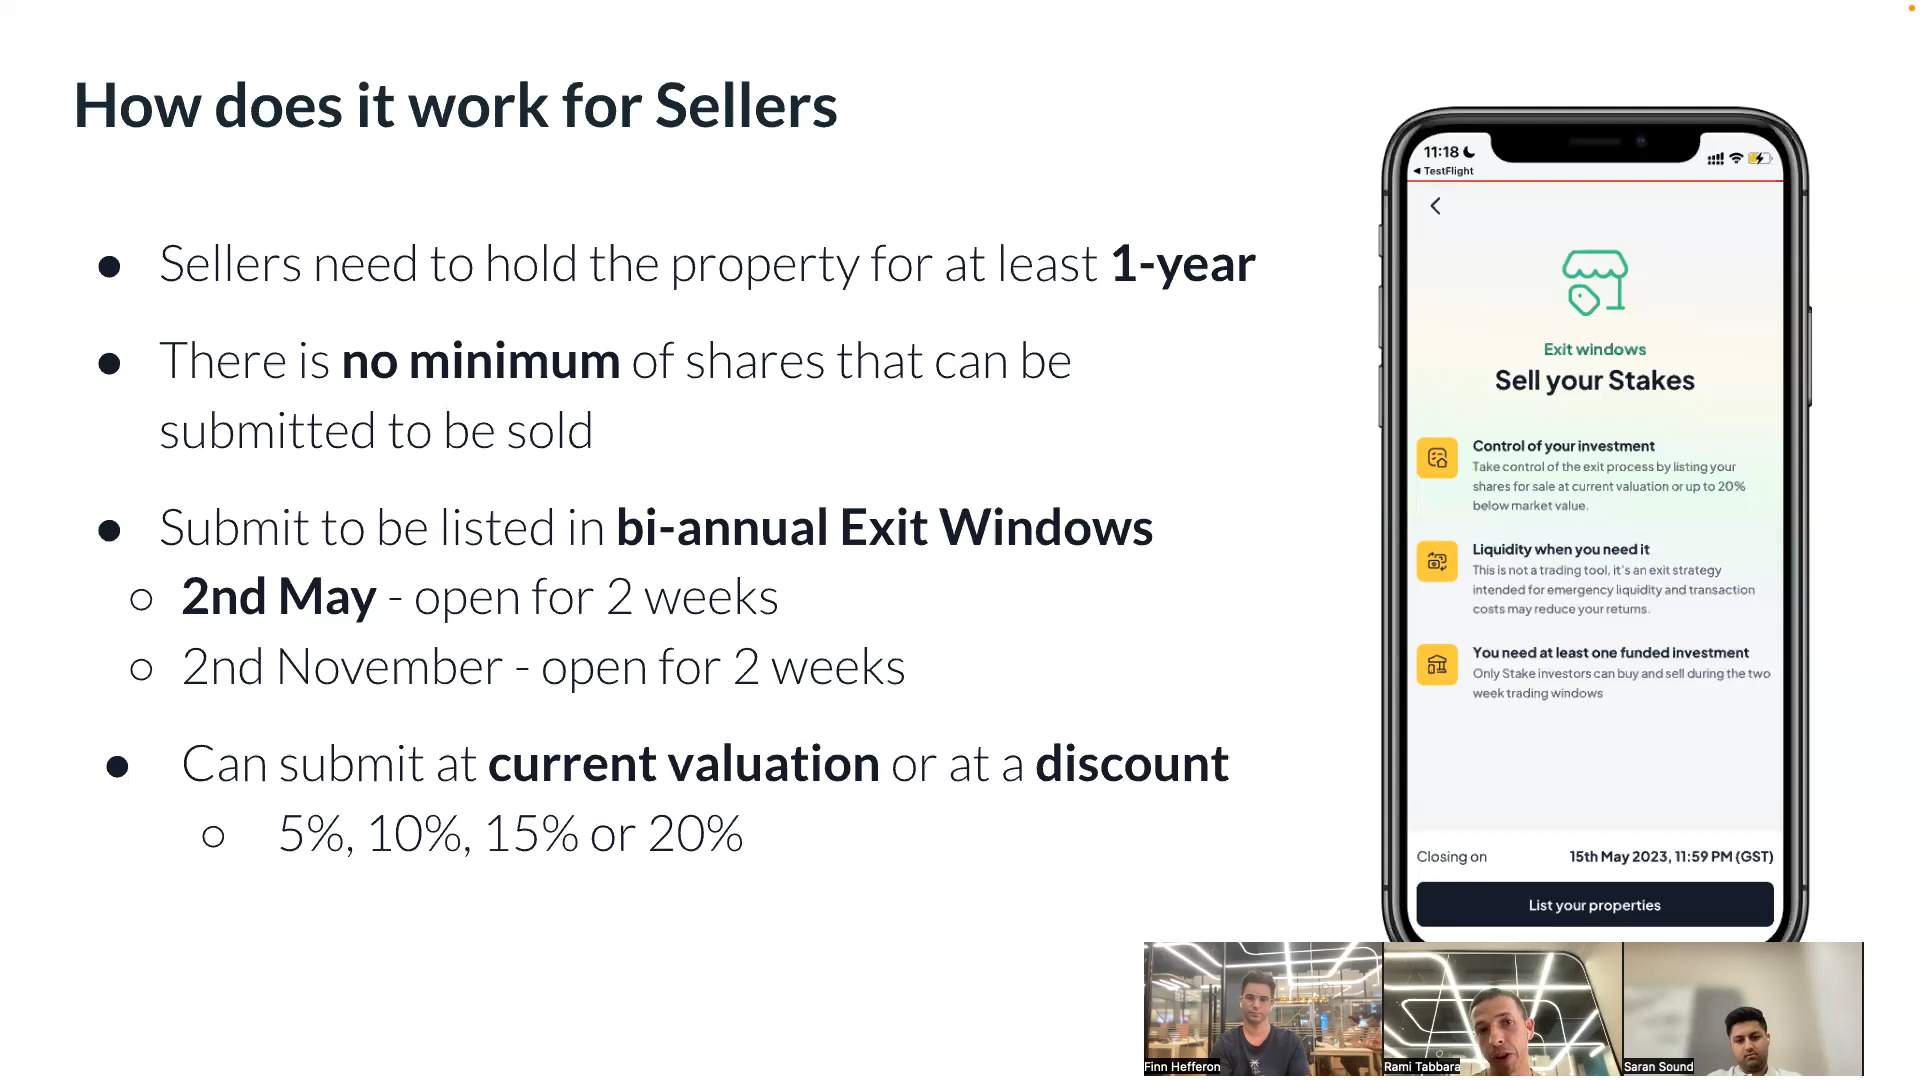 How does it work for Sellers
● Sellers need to hold the property for at least 1-year
● There is no minimum of shares that can be
submitted to be sold
● Submit to be listed in bi-annual Exit Windows
○ 2nd May - open for 2 weeks
○ 2nd November - open for 2 weeks
● Can submit at current valuation or at a discount
○ 5%, 10%, 15% or 20%
11:18
◀ TestFlight
Exit windows
Sell your Stakes
Control of your investment
Take control of the exit process by listing your
shares for sale at current valuation or up to 20%
below market value.
Liquidity when you need it
This is not a trading tool, it's an exit strategy
intended for emergency liquidity and transaction
costs may reduce your returns.
You need at least one funded investment
Only Stake investors can buy and sell during the two
week trading windows
Closing on 15th May 2023, 11:59 PM (GST)
List your properties
Finn Hefferon
Rami Tabbara
Saran Sound